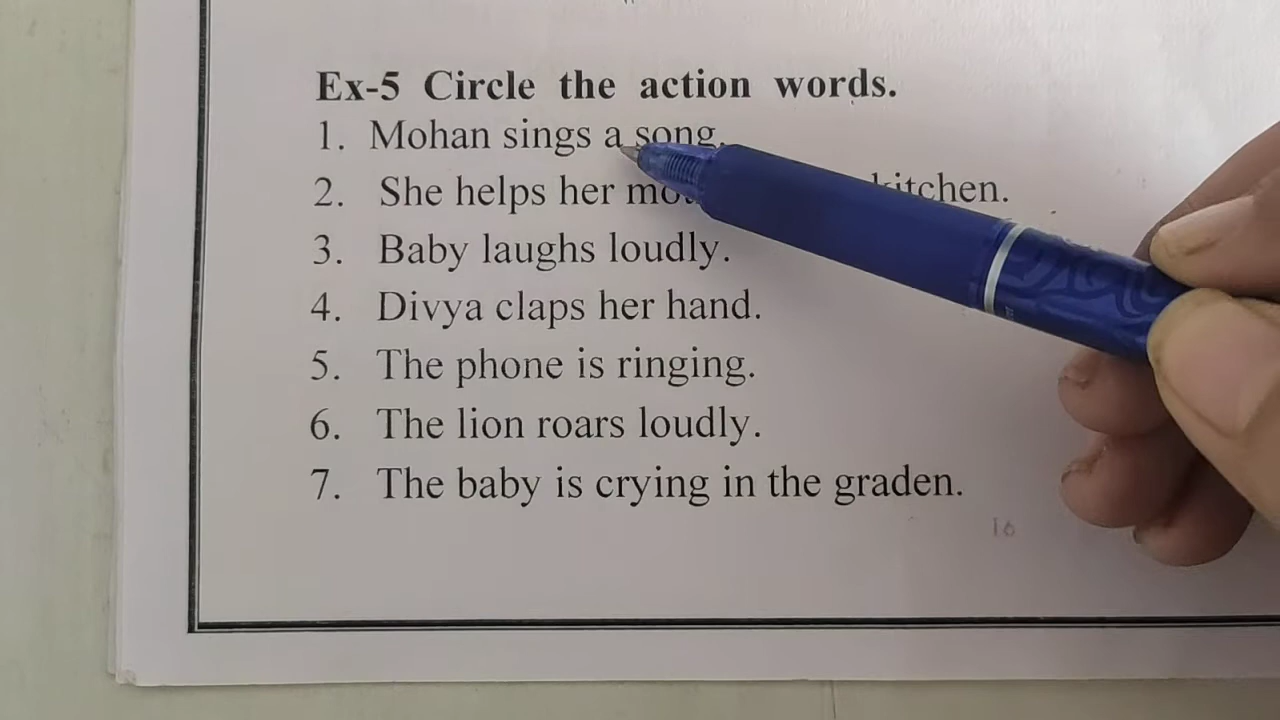 Ex-5 Circle the action words.
1. Mohan sings a song.
2. She helps her kitchen.
3. Baby laughs loudly.
4. Divya claps her hand.
5. The phone is ringing.
6. The lion roars loudly.
7. The baby is crying in the graden.
16